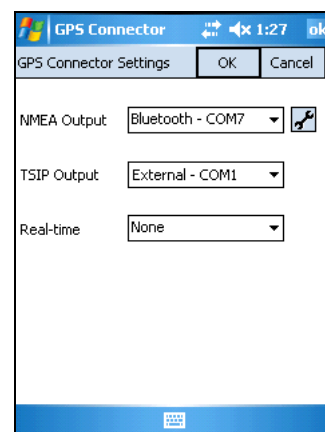 GPS Connector 1:27 ok
GPS Connector Settings OK Cancel
NMEA Output Bluetooth - COM7
TSIP Output External - COM1
Real-time None